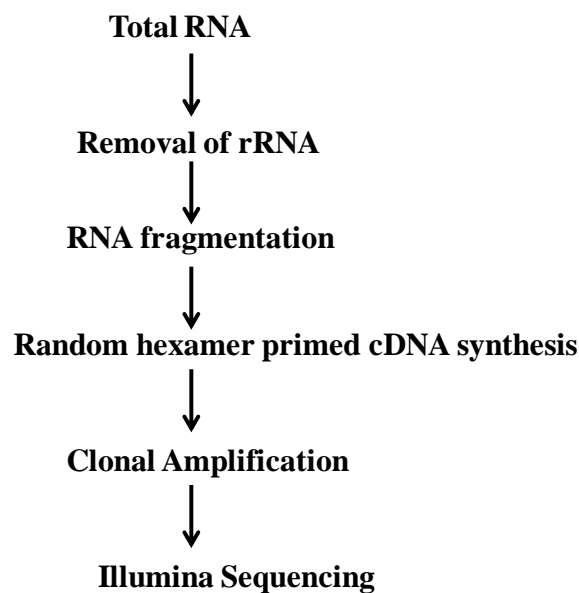 Total RNA
Removal of rRNA
RNA fragmentation
Random hexamer primed cDNA synthesis
Clonal Amplification
Illumina Sequencing